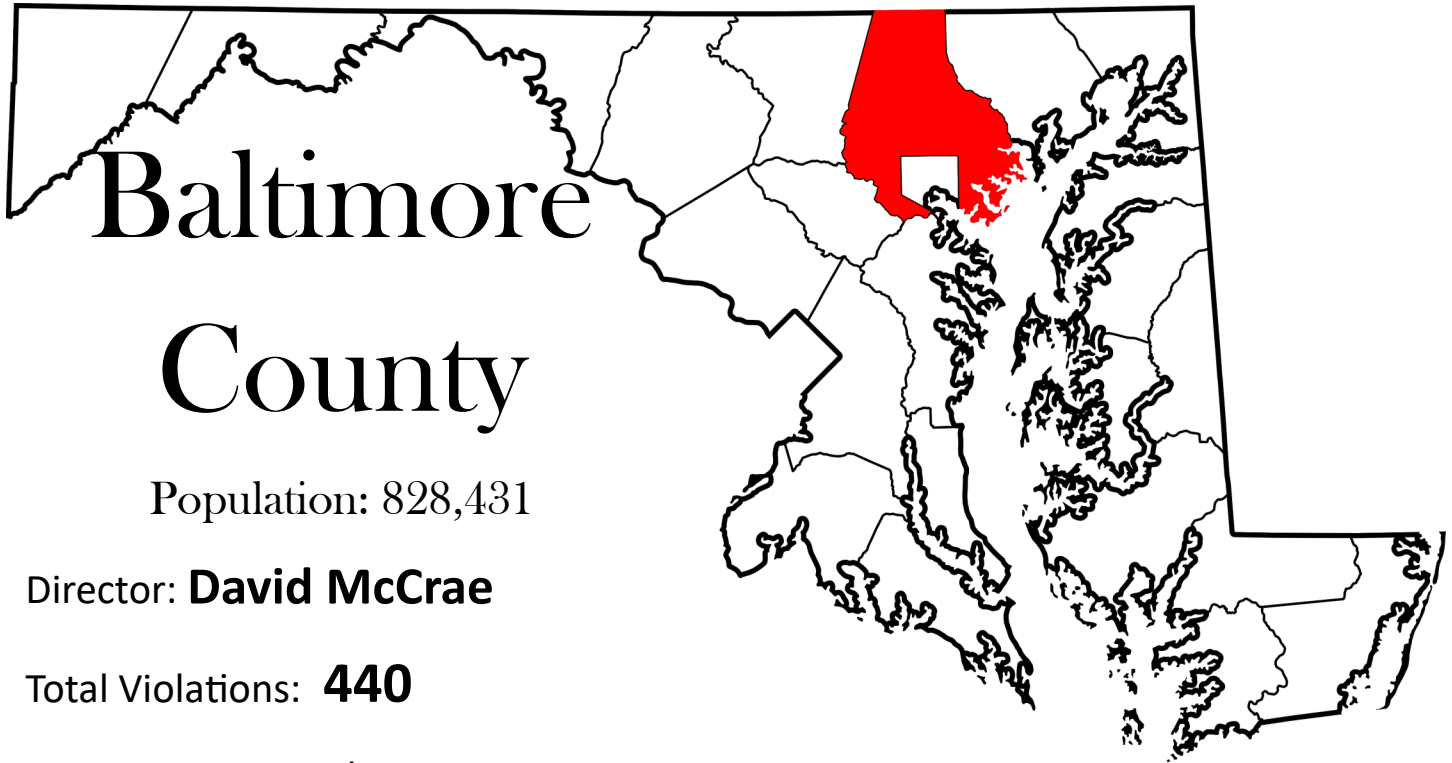 Baltimore
County
Population: 828,431
Director: David McCrae
Total Violations: 440